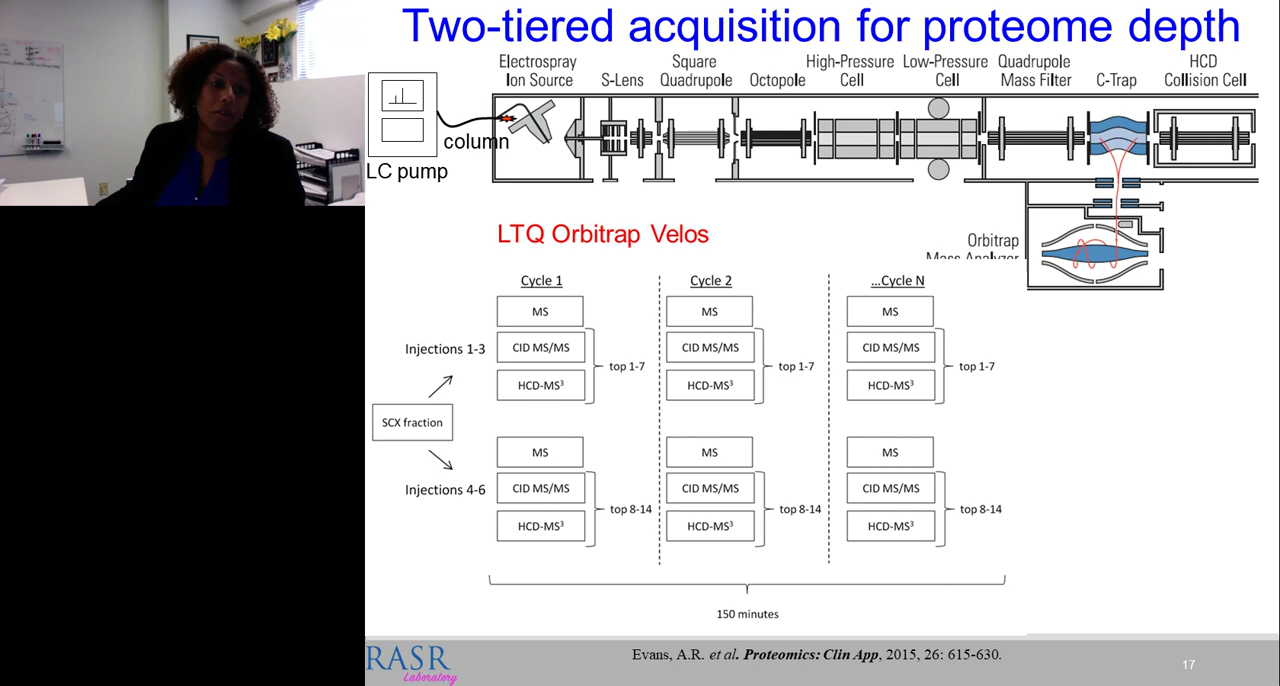 Two-tiered acquisition for proteome depth
Electrospray
Ion Source
S-Lens
Square
Quadrupole
Octopole
High-Pressure
Cell
Low-Pressure
Cell
Quadrupole
Mass Filter
C-Trap
HCD
Collision Cell
column
LC pump
LTQ Orbitrap Velos
Orbitrap
Mass Analyzer
Cycle 1
Cycle 2
...Cycle N
MS
MS
MS
Injections 1-3
CID MS/MS
HCD-MS³
top 1-7
CID MS/MS
HCD-MS³
top 1-7
CID MS/MS
HCD-MS³
top 1-7
SCX fraction
MS
MS
MS
Injections 4-6
CID MS/MS
HCD-MS³
top 8-14
CID MS/MS
HCD-MS³
top 8-14
CID MS/MS
HCD-MS³
top 8-14
150 minutes
RASR
Laboratory
Evans, A.R. et al. Proteomics: Clin App, 2015, 26: 615-630.
17